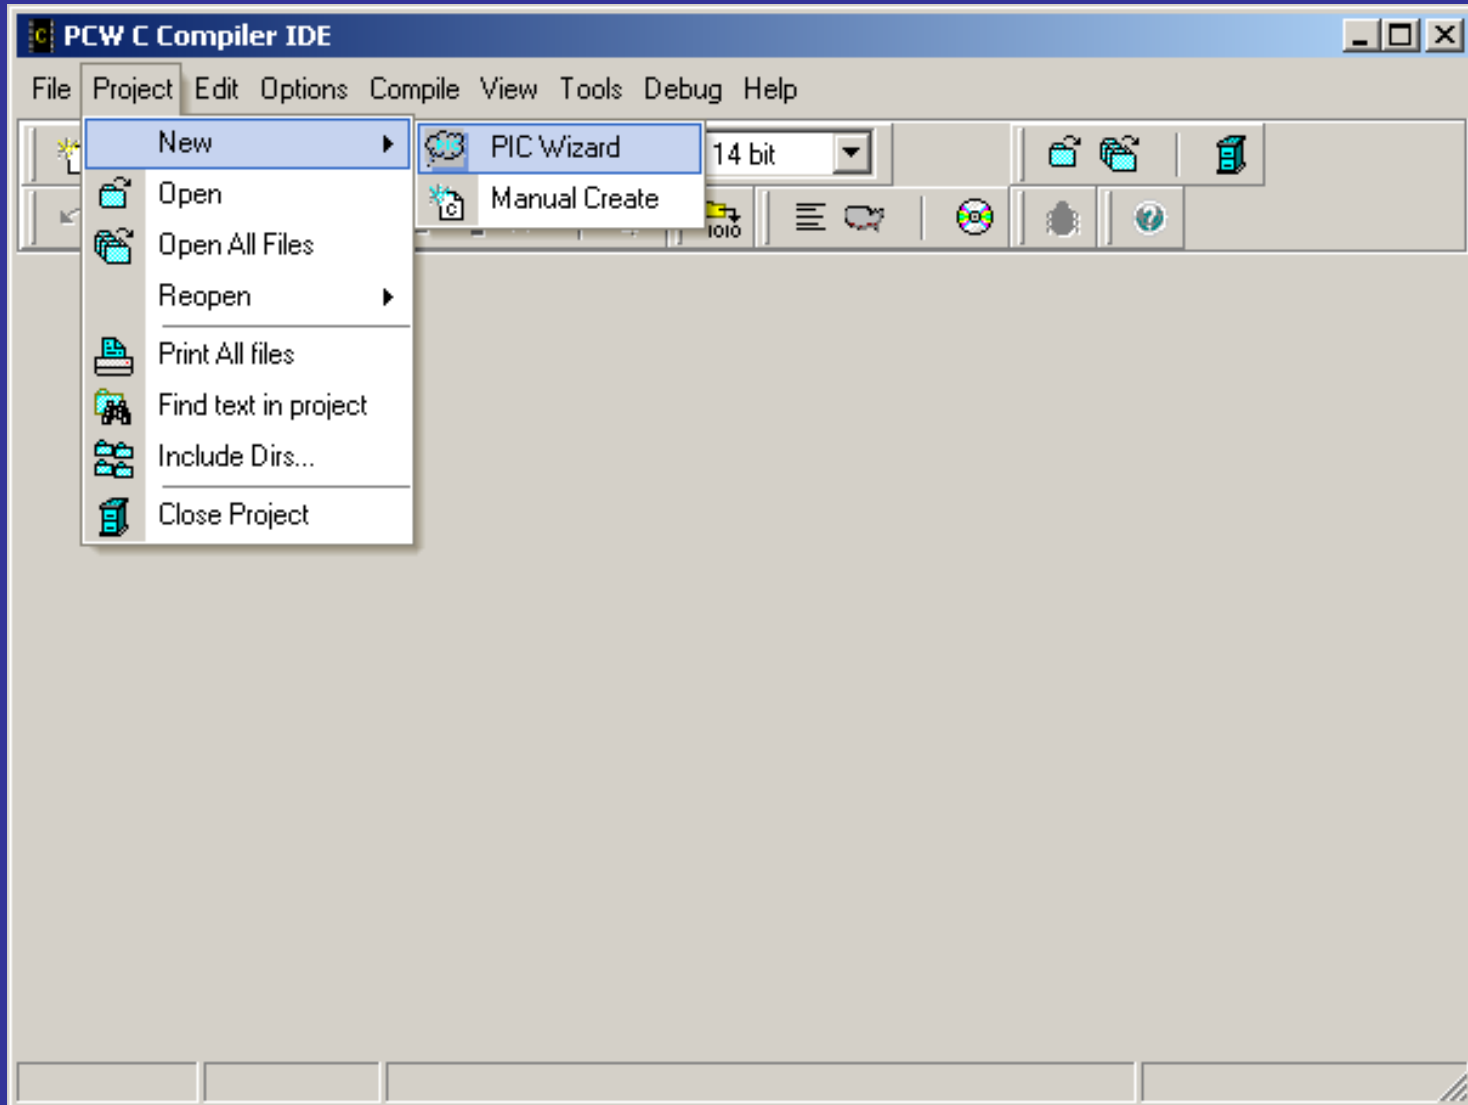 PCW C Compiler IDE
File Project Edit Options Compile View Tools Debug Help
New
PIC Wizard
14 bit
Open
Manual Create
Open All Files
Reopen
Print All files
Find text in project
Include Dirs...
Close Project